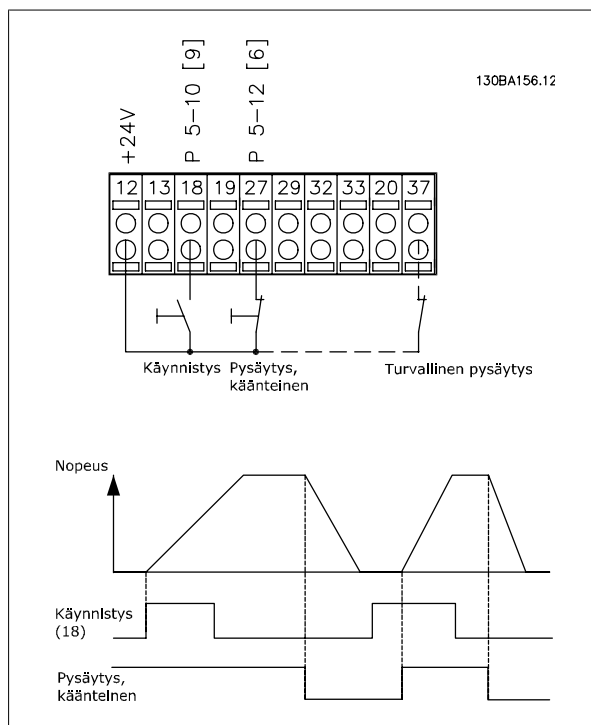 130BA156.12
+24V
P 5-10 [9]
P 5-12 [6]
12 13 18 19 27 29 32 33 20 37
Käynnistys Pysäytys, käänteinen
Turvallinen pysäytys
Nopeus
Käynnistys
(18)
Pysäytys,
käänteinen